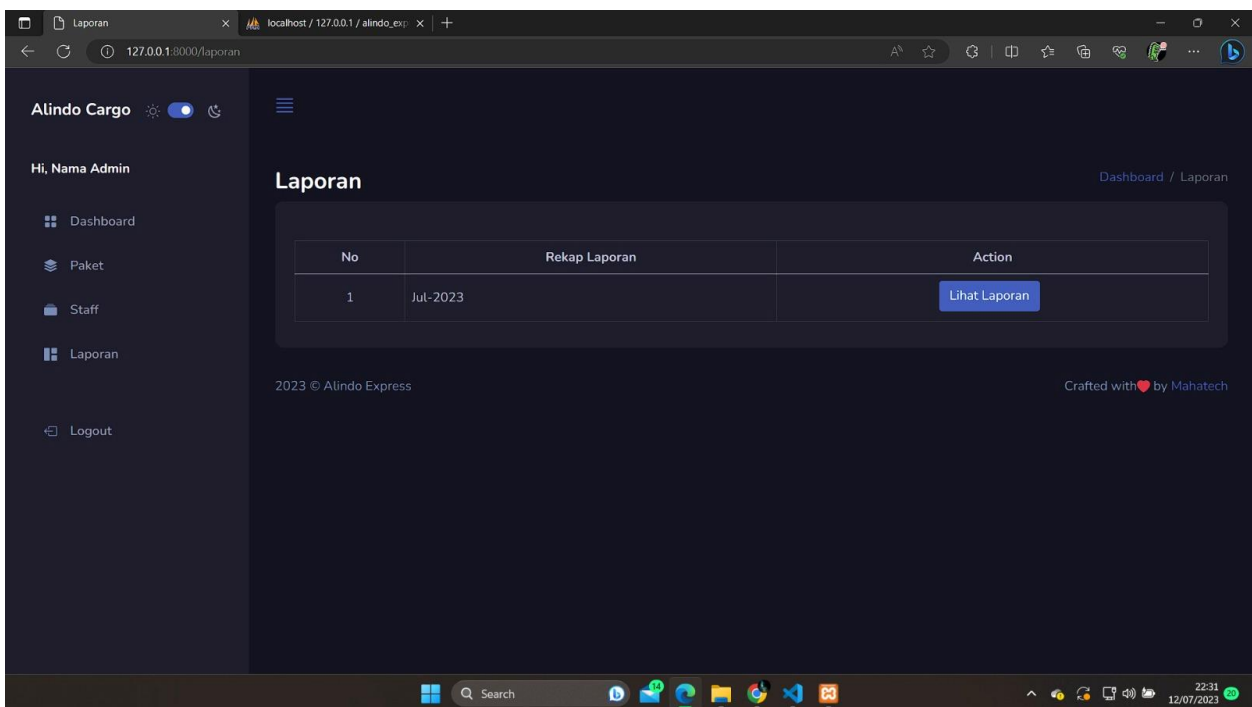 Laporan
localhost / 127.0.0.1 / alindo_exp
127.0.0.1:8000/laporan
Alindo Cargo
Hi, Nama Admin
Dashboard
Paket
Staff
Laporan
Logout
Laporan
Dashboard / Laporan
No Rekap Laporan Action
1 Jul-2023 Lihat Laporan
2023 © Alindo Express
Crafted with❤ by Mahatech
Search
14
22:31
12/07/2023
20